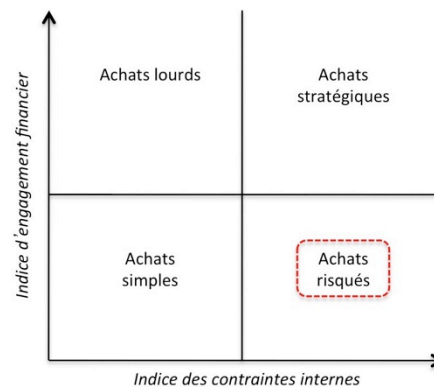 Indice d'engagement financier
Achats lourds
Achats
stratégiques
Achats
simples
Achats
risqués
Indice des contraintes internes